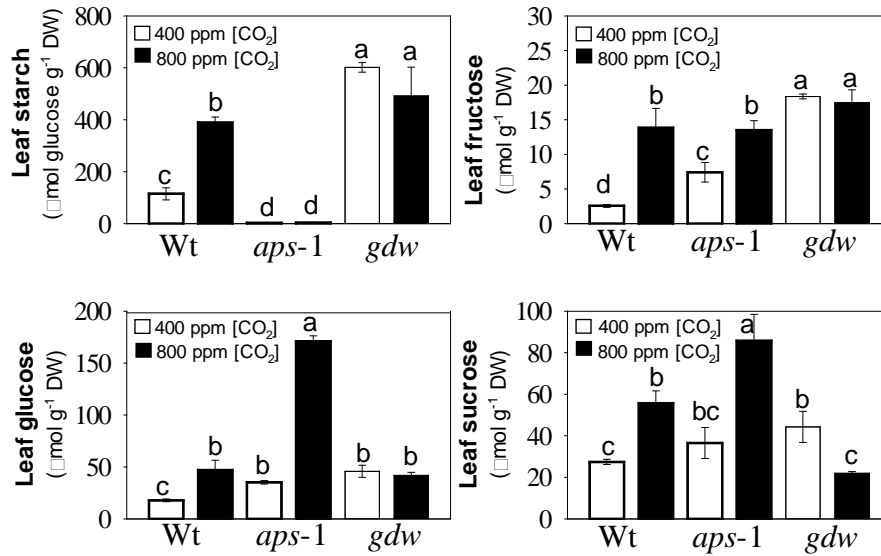 Leaf starch
(□mol glucose g⁻¹ DW)
800
600
400
200
0
400 ppm [CO₂]
800 ppm [CO₂]
c
b
d
d
a
a
Wt
aps-1
gdw
Leaf fructose
(□mol g⁻¹ DW)
30
25
20
15
10
5
0
400 ppm [CO₂]
800 ppm [CO₂]
d
b
c
b
a
a
Wt
aps-1
gdw
Leaf glucose
(□mol g⁻¹ DW)
200
150
100
50
0
400 ppm [CO₂]
800 ppm [CO₂]
c
b
b
a
b
b
Wt
aps-1
gdw
Leaf sucrose
(□mol g⁻¹ DW)
100
80
60
40
20
0
400 ppm [CO₂]
800 ppm [CO₂]
c
b
bc
a
b
c
Wt
aps-1
gdw